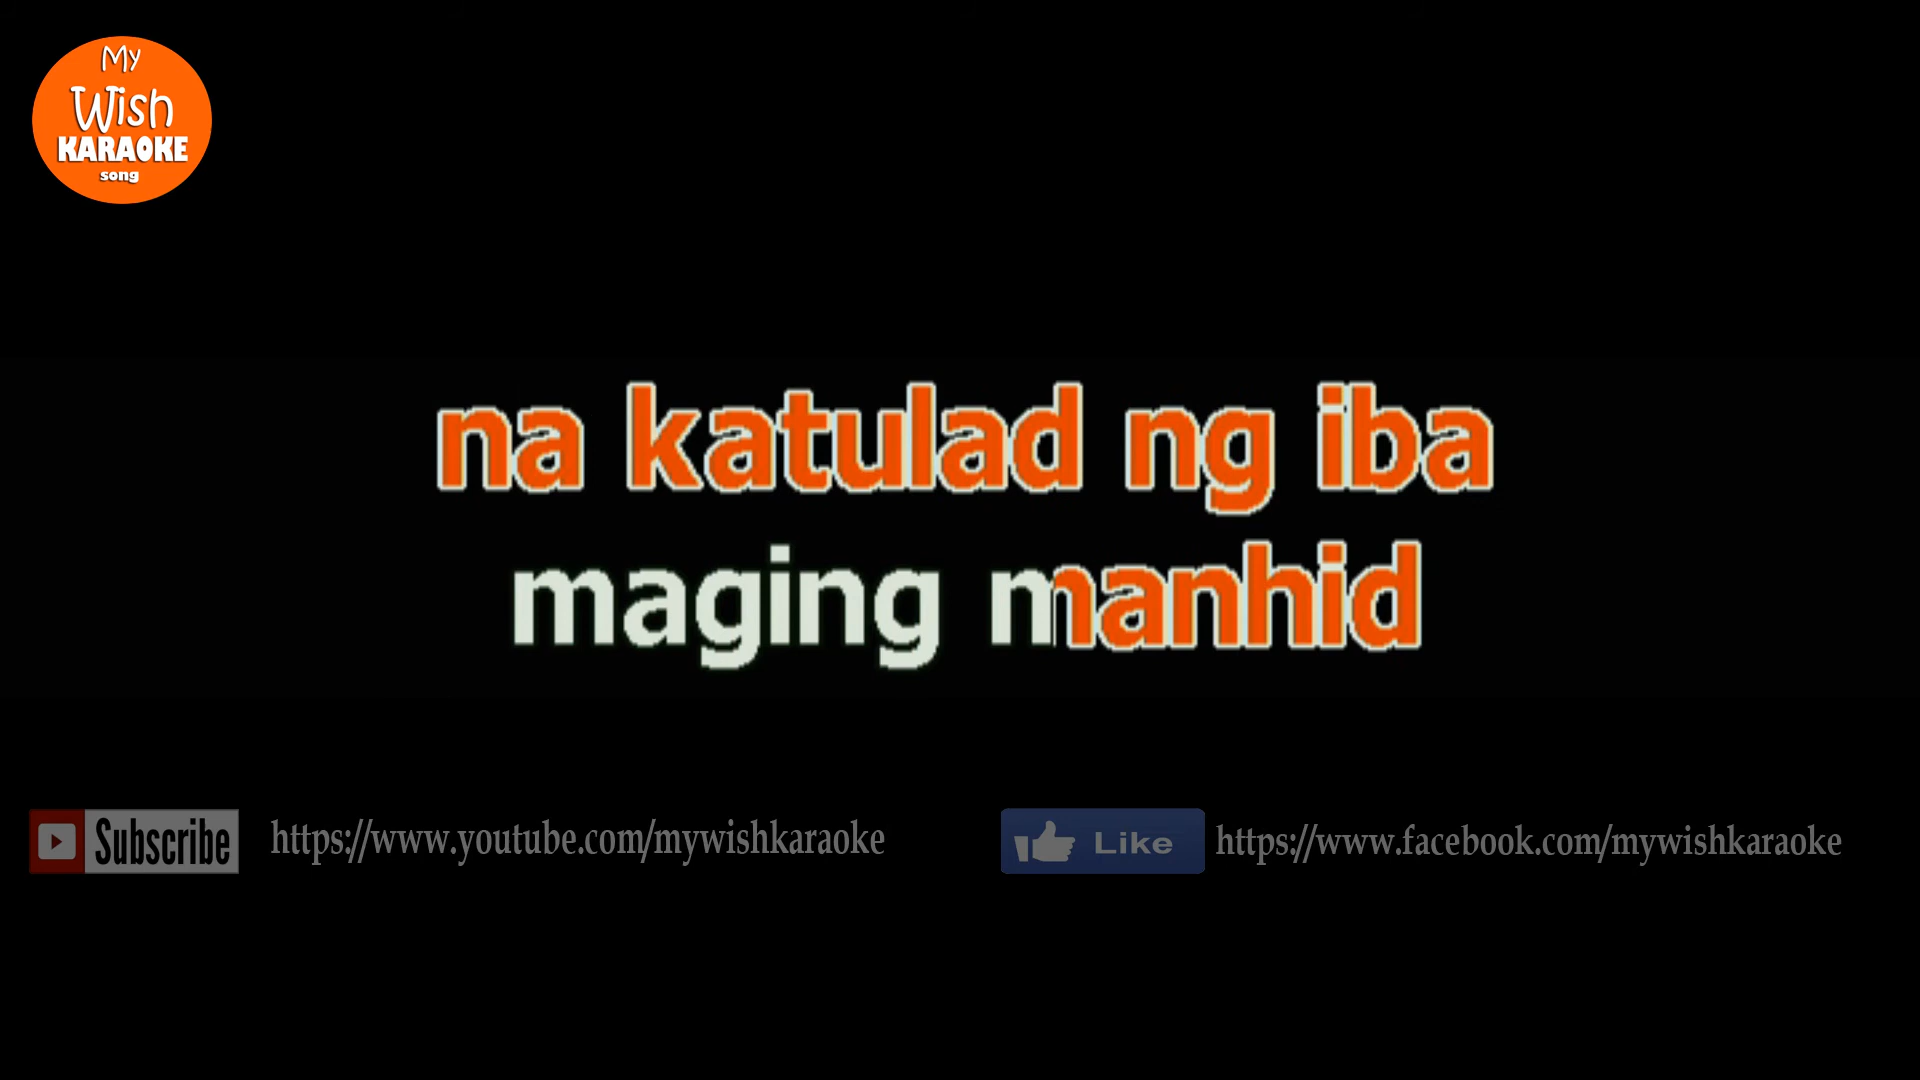 My
Wish
KARAOKE
song
na katulad ng iba
maging manhid
Subscribe https://www.youtube.com/mywishkaraoke Like https://www.facebook.com/mywishkaraoke